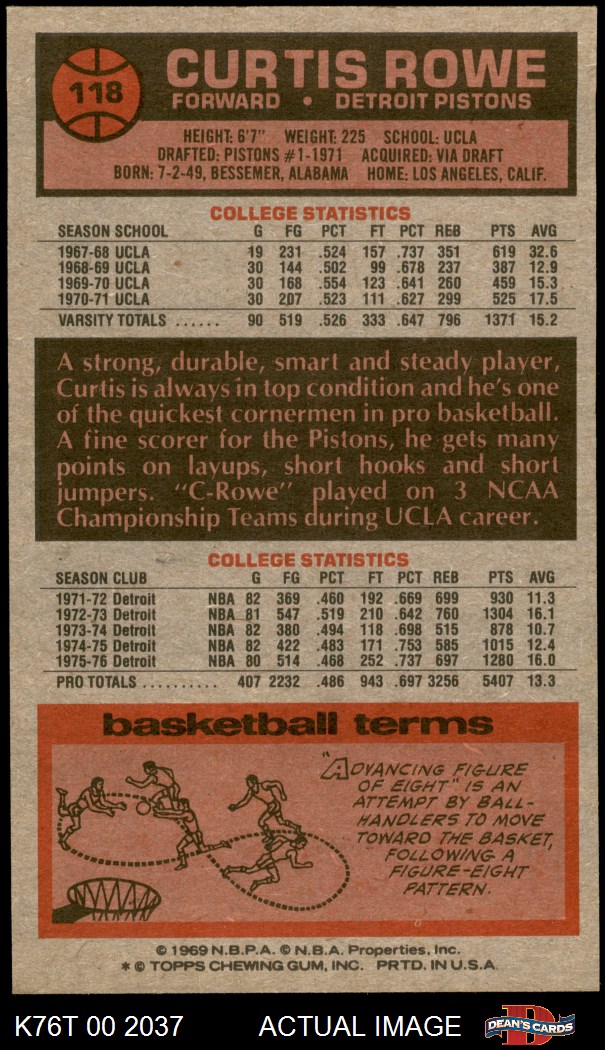 118
CURTIS ROWE
FORWARD • DETROIT PISTONS
HEIGHT: 6'7" WEIGHT: 225 SCHOOL: UCLA
DRAFTED: PISTONS #1-1971 ACQUIRED: VIA DRAFT
BORN: 7-2-49, BESSEMER, ALABAMA HOME: LOS ANGELES, CALIF.
COLLEGE STATISTICS
SEASON SCHOOL G FG PCT FT PCT REB PTS AVG
1967-68 UCLA 19 231 .524 157 .737 351 619 32.6
1968-69 UCLA 30 144 .502 99 .678 237 387 12.9
1969-70 UCLA 30 168 .554 123 .641 260 459 15.3
1970-71 UCLA 30 207 .523 111 .627 299 525 17.5
VARSITY TOTALS ...... 90 519 .526 333 .647 796 1371 15.2
A strong, durable, smart and steady player,
Curtis is always in top condition and he's one
of the quickest cornermen in pro basketball.
A fine scorer for the Pistons, he gets many
points on layups, short hooks and short
jumpers. "C-Rowe" played on 3 NCAA
Championship Teams during UCLA career.
COLLEGE STATISTICS
SEASON CLUB G FG PCT FT PCT REB PTS AVG
1971-72 Detroit NBA 82 369 .460 192 .669 699 930 11.3
1972-73 Detroit NBA 81 547 .519 210 .642 760 1304 16.1
1973-74 Detroit NBA 82 380 .494 118 .698 515 878 10.7
1974-75 Detroit NBA 82 422 .483 171 .753 585 1015 12.4
1975-76 Detroit NBA 80 514 .468 252 .737 697 1280 16.0
PRO TOTALS .......... 407 2232 .486 943 .697 3256 5407 13.3
basketball terms
"ADVANCING FIGURE
OF EIGHT" IS AN
ATTEMPT BY BALL-
HANDLERS TO MOVE
TOWARD THE BASKET,
FOLLOWING A
FIGURE-EIGHT
PATTERN.
© 1969 N.B.P.A. © N.B.A. Properties, Inc.
* © TOPPS CHEWING GUM, INC. PRTD. IN U.S.A.
K76T 00 2037 ACTUAL IMAGE
D
DEAN'S CARDS